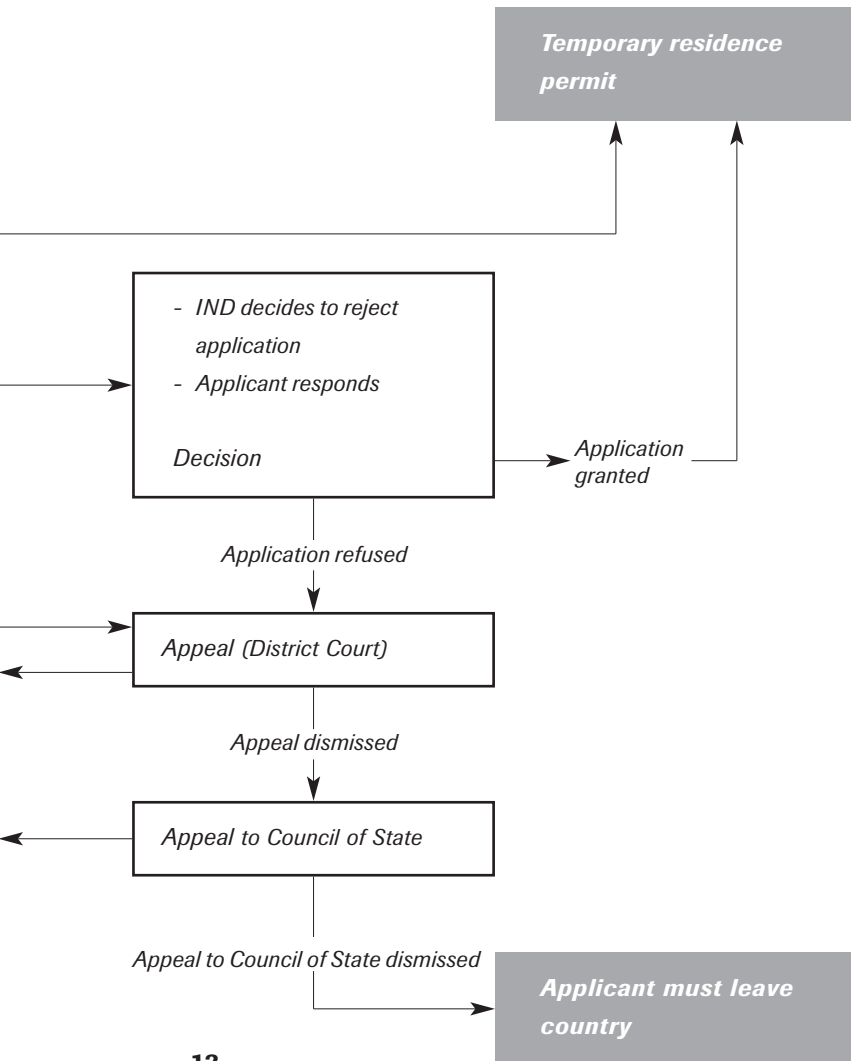 Temporary residence
permit
- IND decides to reject
application
- Applicant responds
Decision
Application
granted
Application refused
Appeal (District Court)
Appeal dismissed
Appeal to Council of State
Appeal to Council of State dismissed
Applicant must leave
country
13